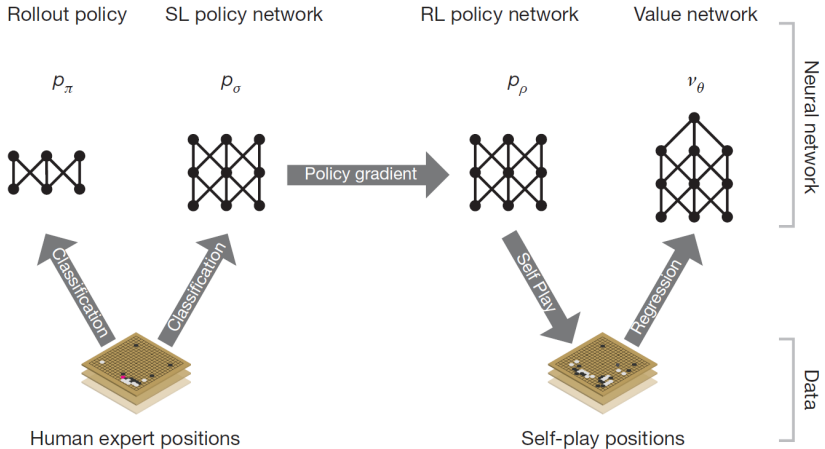 Rollout policy
SL policy network
RL policy network
Value network
pπ
pσ
pρ
νθ
Neural network
Policy gradient
Classification
Classification
Self Play
Regression
Data
Human expert positions
Self-play positions